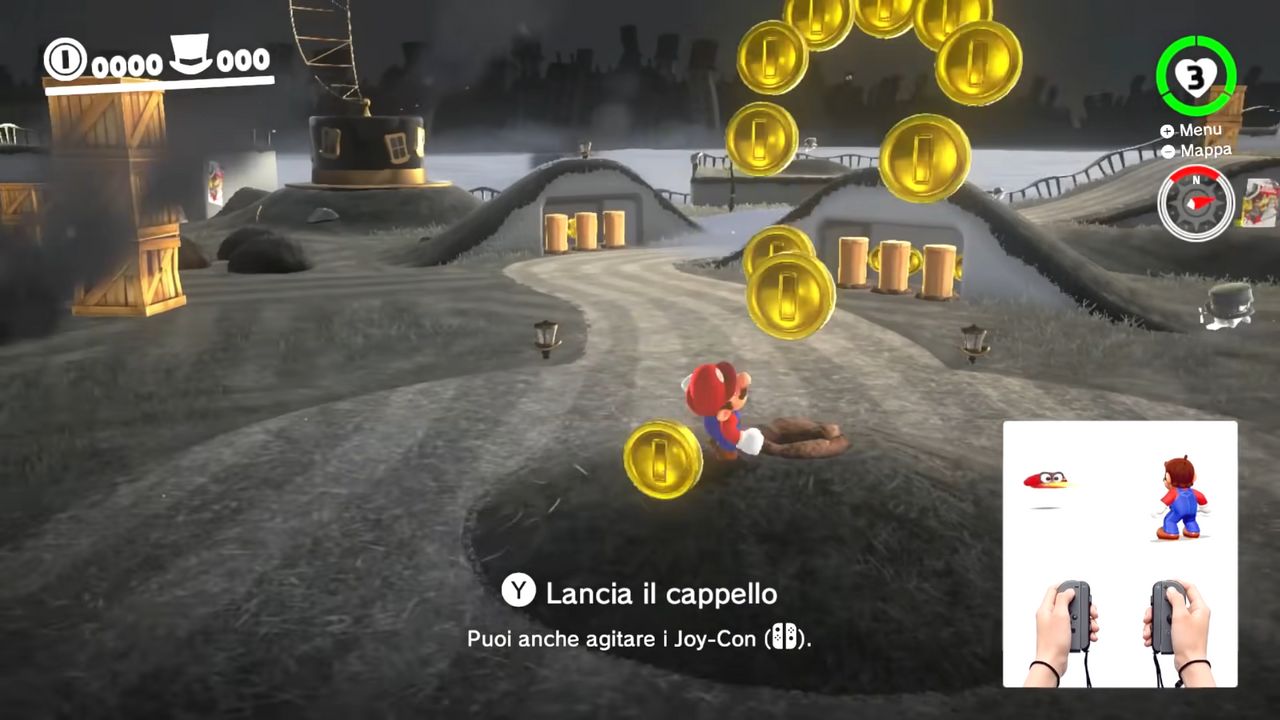 0000 000
3
+ Menu
- Mappa
N
Y Lancia il cappello
Puoi anche agitare i Joy-Con ().